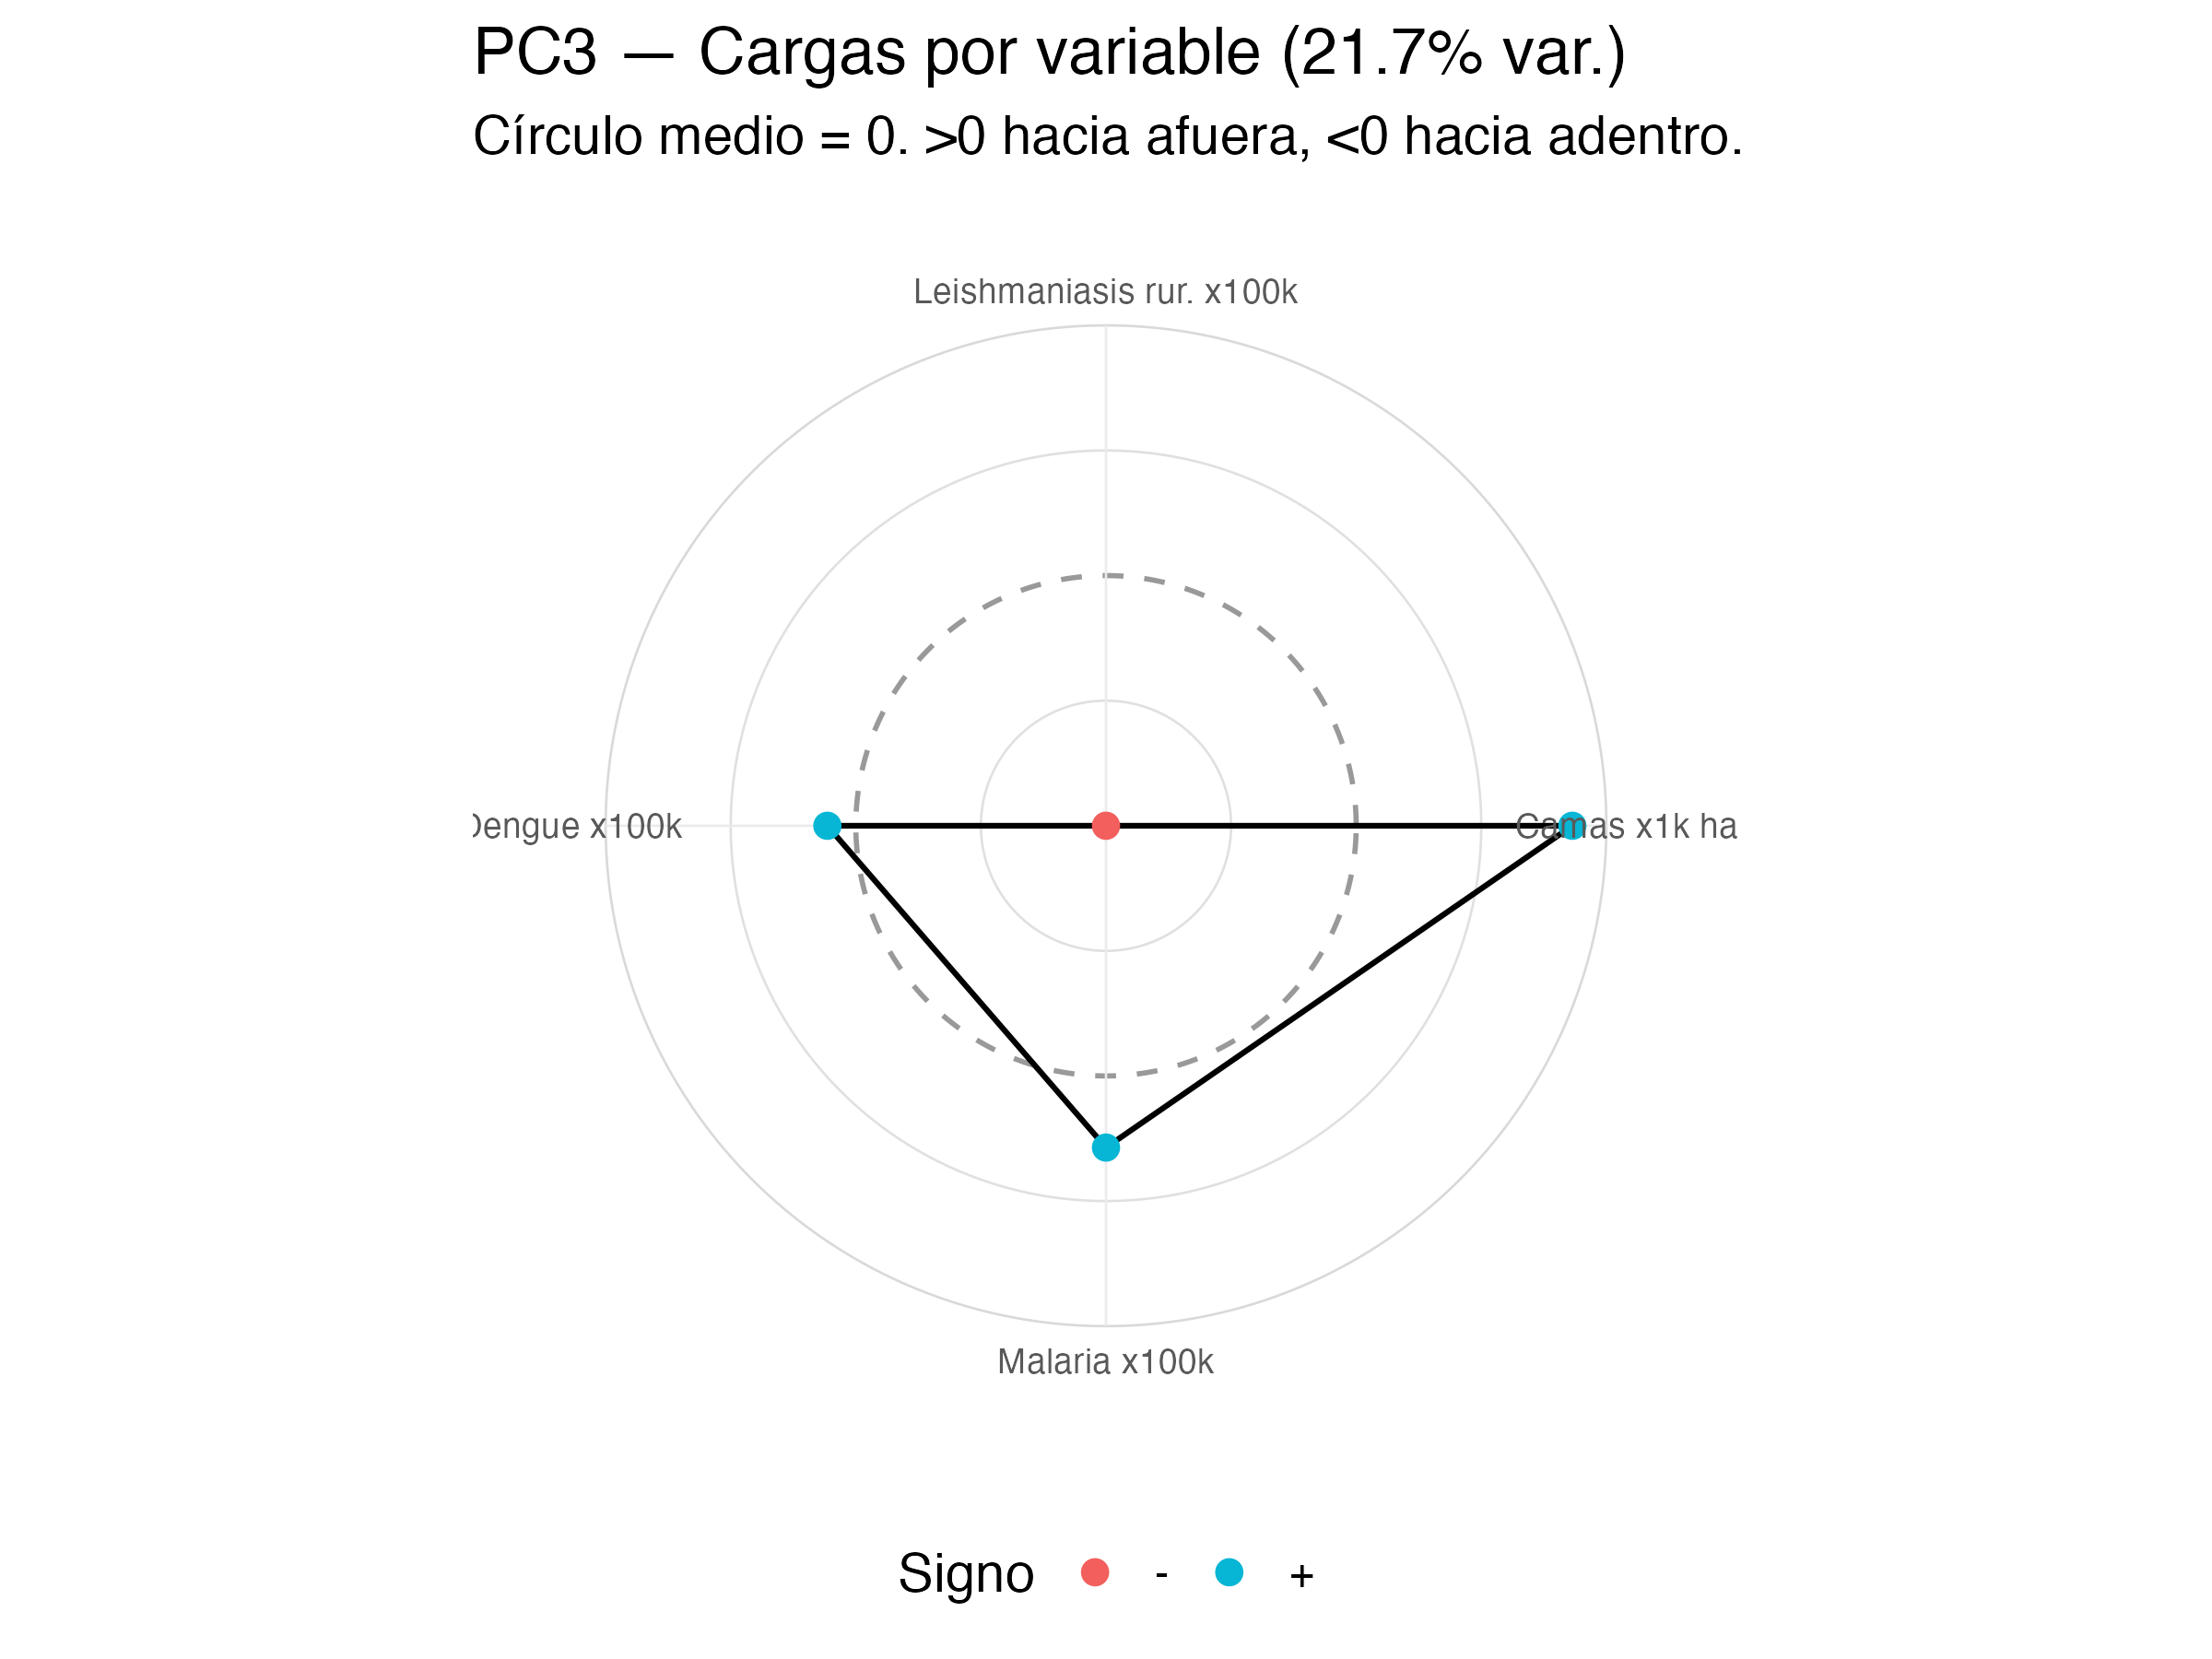 PC3 — Cargas por variable (21.7% var.)
Círculo medio = 0. >0 hacia afuera, <0 hacia adentro.
Leishmaniasis rur. x100k
Dengue x100k
Camas x1k ha
Malaria x100k
Signo - +